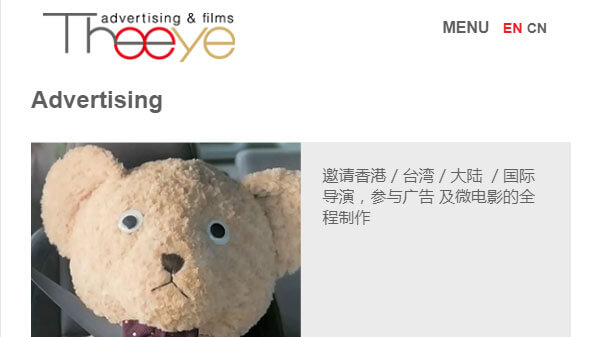 advertising & films
Theeye
MENU EN CN
Advertising
邀请香港 / 台湾 / 大陆 / 国际
导演，参与广告 及微电影的全
程制作